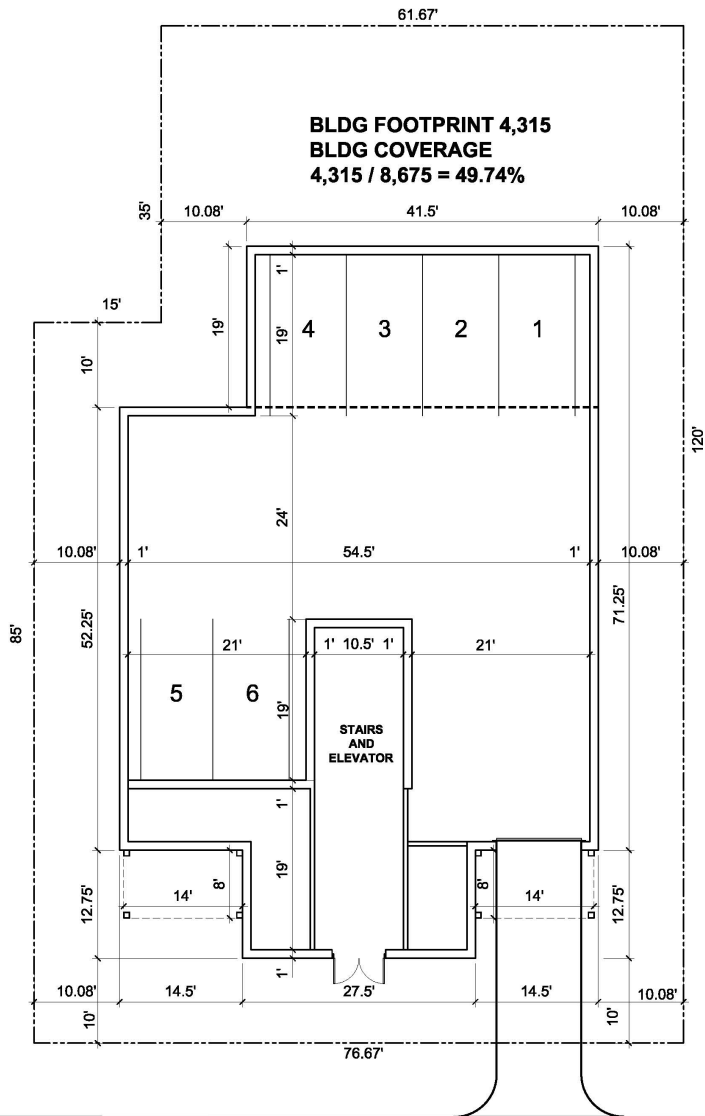 61.67'
BLDG FOOTPRINT 4,315
BLDG COVERAGE
4,315 / 8,675 = 49.74%
35'
10.08' 41.5' 10.08'
1'
15'
19' 19' 4 3 2 1
10'
120'
24'
10.08' 1' 54.5' 1' 10.08'
85' 52.25' 71.25'
21' 1' 10.5' 1' 21'
5 6 19'
STAIRS
AND
ELEVATOR
1'
12.75' 14' 8' 19' 8' 14' 12.75'
1'
10.08' 14.5' 27.5' 14.5' 10.08'
10' 10'
76.67'